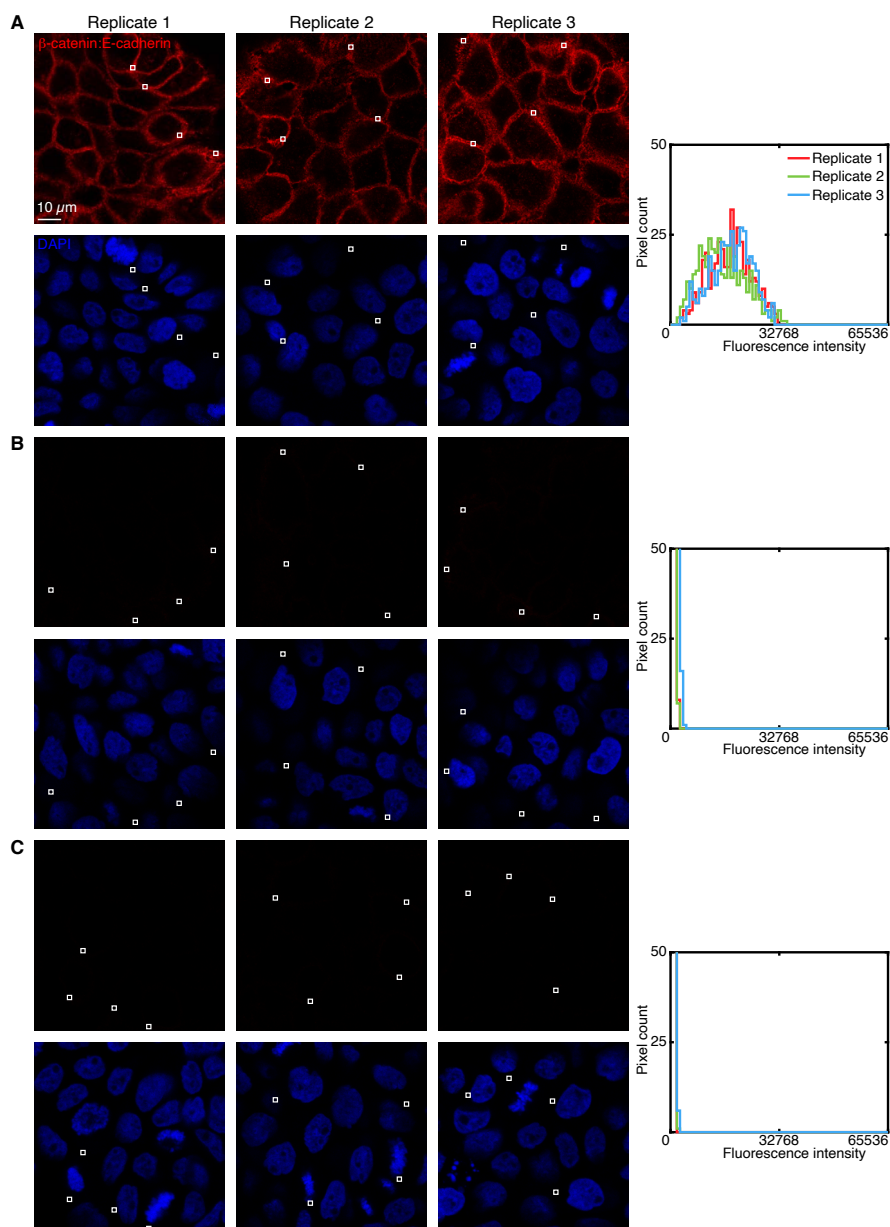 Replicate 1 Replicate 2 Replicate 3
A
β-catenin:E-cadherin
10 µm
DAPI
50
25
0 32768 65536
Pixel count
Fluorescence intensity
Replicate 1
Replicate 2
Replicate 3
B
50
25
0 32768 65536
Pixel count
Fluorescence intensity
C
50
25
0 32768 65536
Pixel count
Fluorescence intensity